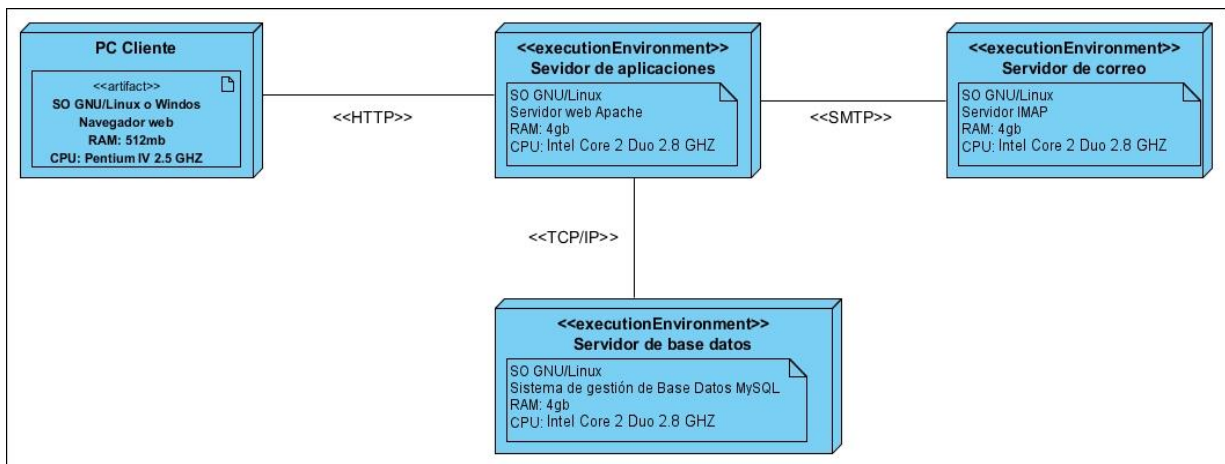 PC Cliente
<<artifact>>
SO GNU/Linux o Windos
Navegador web
RAM: 512mb
CPU: Pentium IV 2.5 GHZ
<<HTTP>>
<<executionEnvironment>>
Sevidor de aplicaciones
SO GNU/Linux
Servidor web Apache
RAM: 4gb
CPU: Intel Core 2 Duo 2.8 GHZ
<<SMTP>>
<<executionEnvironment>>
Servidor de correo
SO GNU/Linux
Servidor IMAP
RAM: 4gb
CPU: Intel Core 2 Duo 2.8 GHZ
<<TCP/IP>>
<<executionEnvironment>>
Servidor de base datos
SO GNU/Linux
Sistema de gestión de Base Datos MySQL
RAM: 4gb
CPU: Intel Core 2 Duo 2.8 GHZ